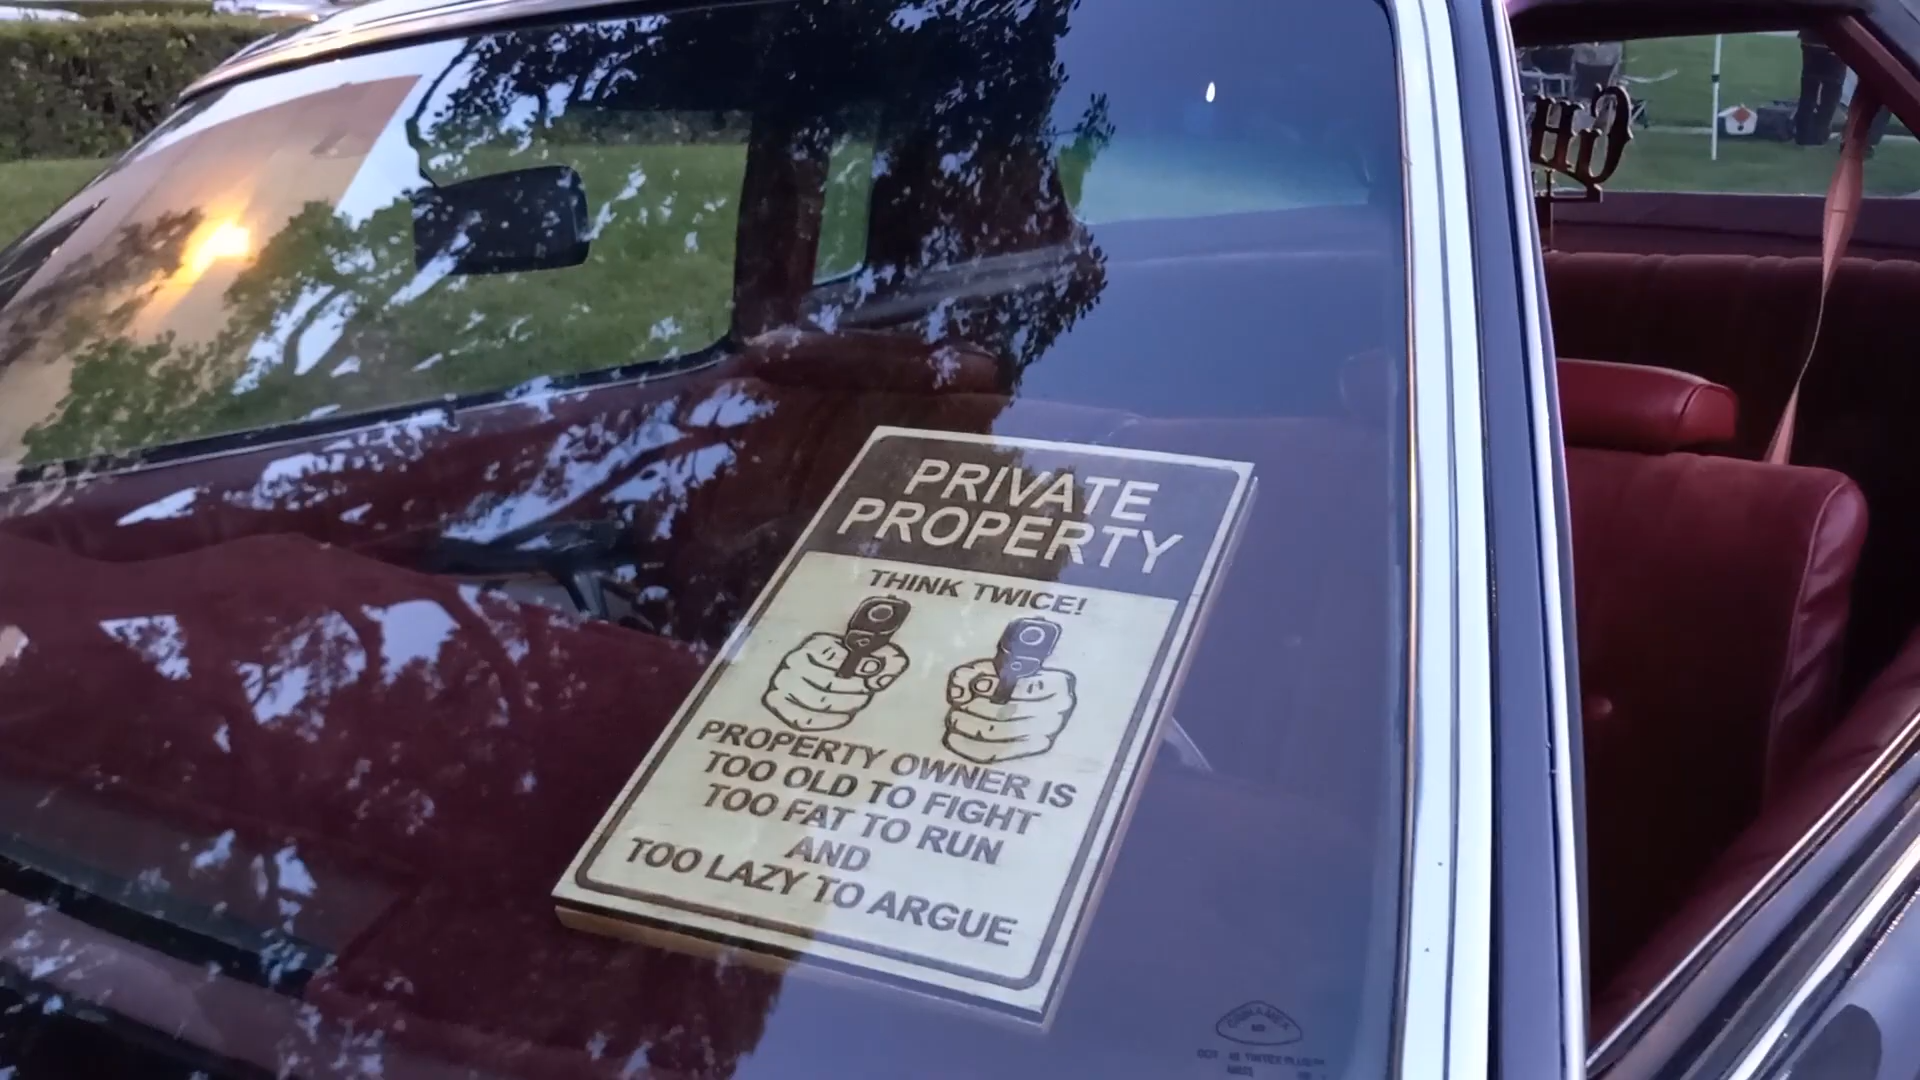 PRIVATE
PROPERTY
THINK TWICE!
PROPERTY OWNER IS
TOO OLD TO FIGHT
TOO FAT TO RUN
AND
TOO LAZY TO ARGUE